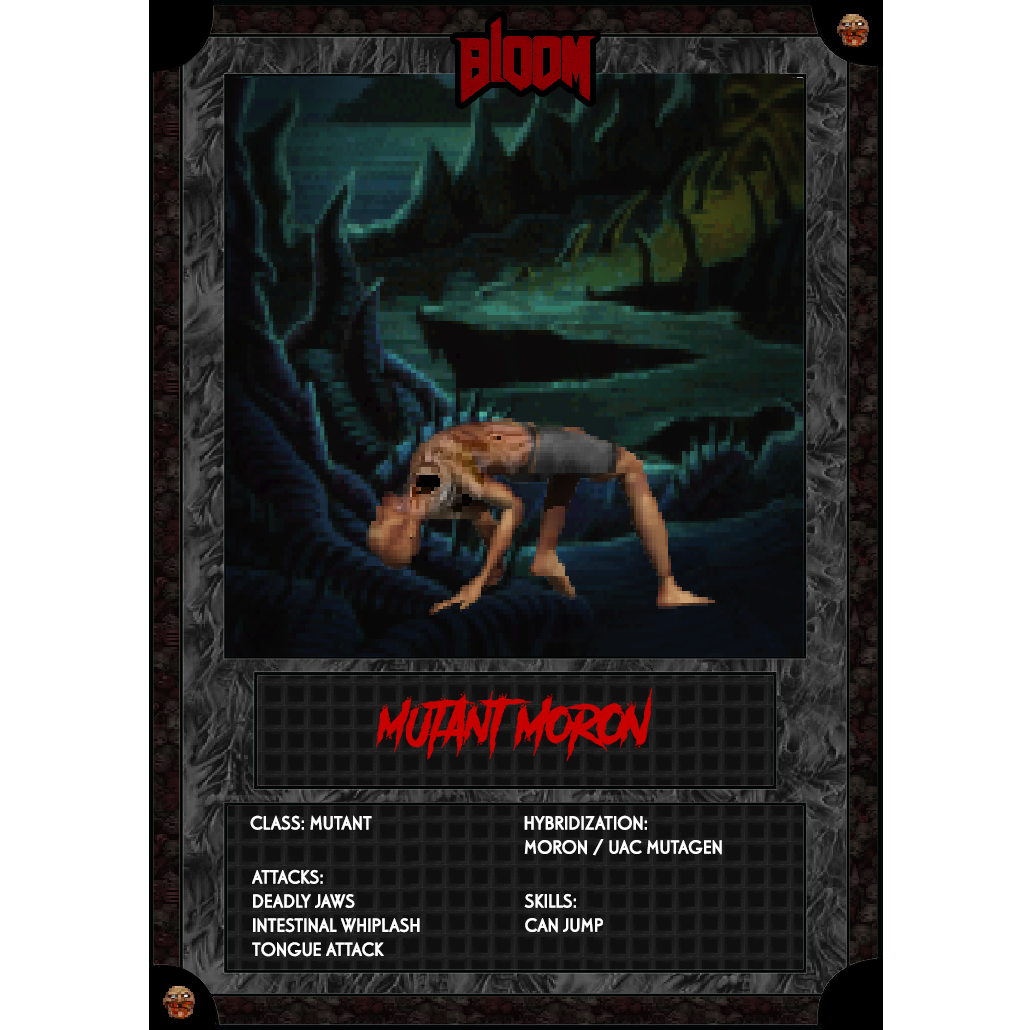 BLOOM
MUTANT MORON
CLASS: MUTANT
HYBRIDIZATION:
MORON / UAC MUTAGEN
ATTACKS:
DEADLY JAWS
INTESTINAL WHIPLASH
TONGUE ATTACK
SKILLS:
CAN JUMP